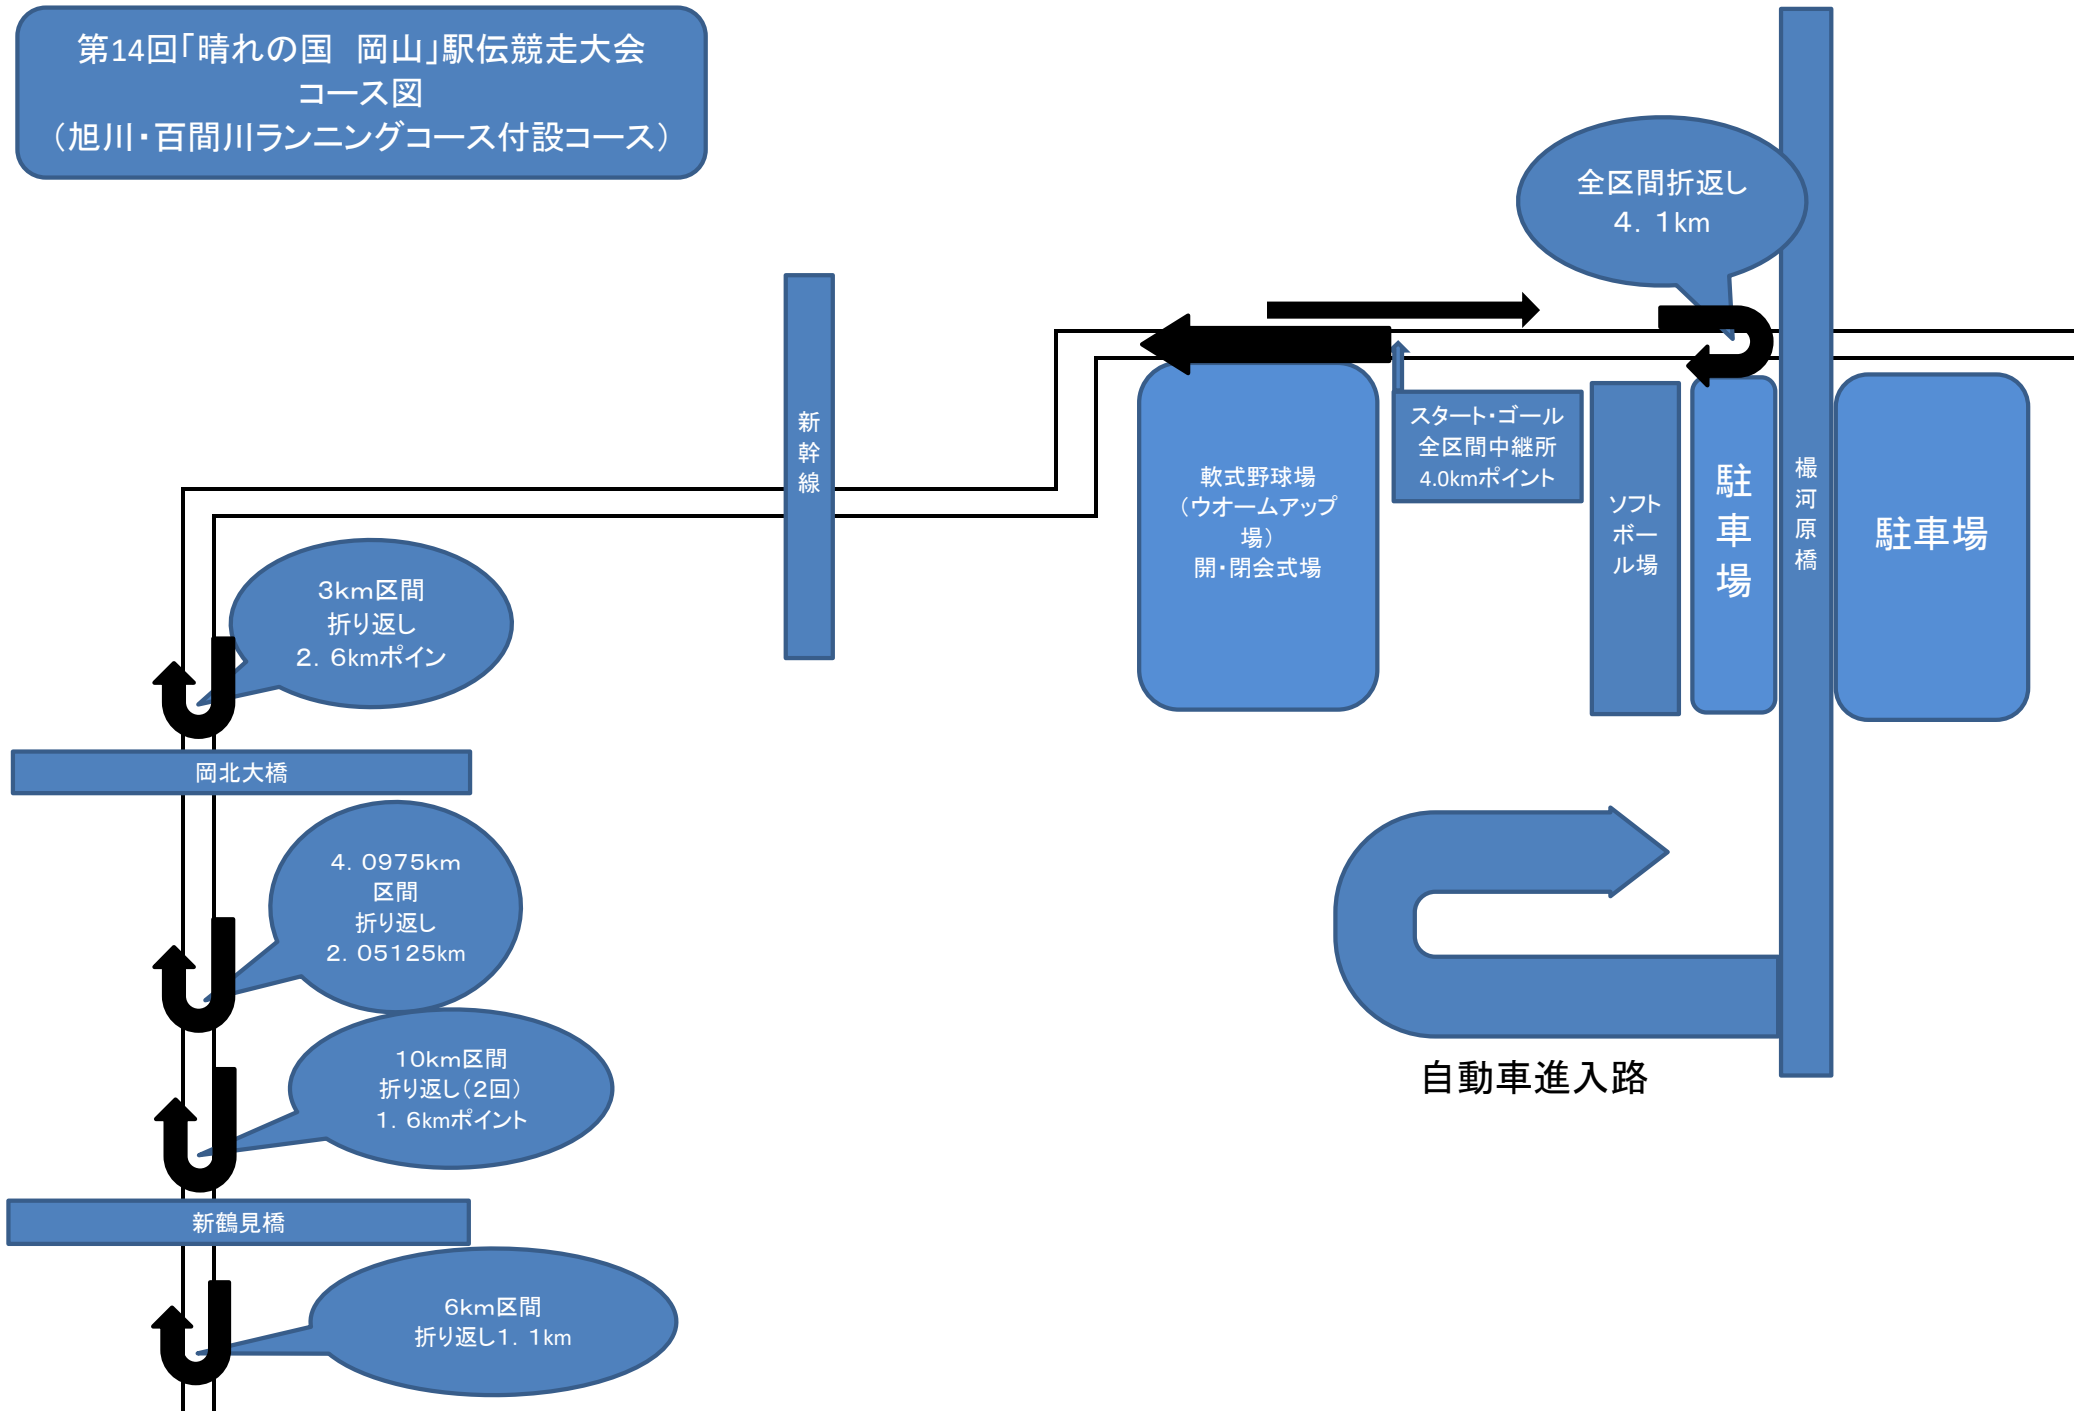 第14回「晴れの国　岡山」駅伝競走大会
コース図
（旭川・百間川ランニングコース付設コース）
全区間折返し
４．１km
新幹線
スタート・ゴール
全区間中継所
4.0kmポイント
軟式野球場
（ウオームアップ
場）
開・閉会式場
ソフト
ボー
ル場
駐車場
楊河原橋
駐車場
３ｋｍ区間
折り返し
２．６kmポイン
岡北大橋
４．０９７５ｋｍ
区間
折り返し
２．０５１２５km
１０ｋｍ区間
折り返し（２回）
１．６kmポイント
自動車進入路
新鶴見橋
６ｋｍ区間
折り返し１．１km